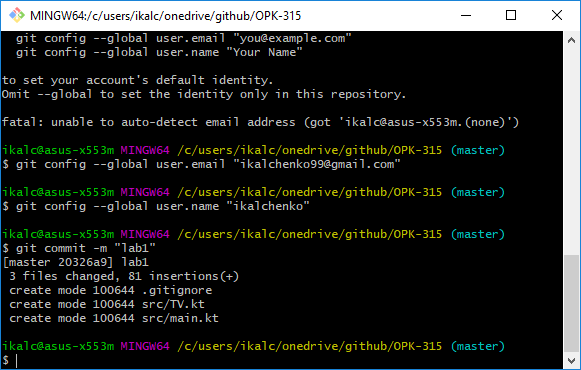 MINGW64:/c/users/ikalc/onedrive/github/OPK-315
  git config --global user.email "you@example.com"
  git config --global user.name "Your Name"

to set your account's default identity.
Omit --global to set the identity only in this repository.

fatal: unable to auto-detect email address (got 'ikalc@asus-x553m.(none)')

ikalc@asus-x553m MINGW64 /c/users/ikalc/onedrive/github/OPK-315 (master)
$ git config --global user.email "ikalchenko99@gmail.com"

ikalc@asus-x553m MINGW64 /c/users/ikalc/onedrive/github/OPK-315 (master)
$ git config --global user.name "ikalchenko"

ikalc@asus-x553m MINGW64 /c/users/ikalc/onedrive/github/OPK-315 (master)
$ git commit -m "lab1"
[master 20326a9] lab1
 3 files changed, 81 insertions(+)
 create mode 100644 .gitignore
 create mode 100644 src/TV.kt
 create mode 100644 src/main.kt

ikalc@asus-x553m MINGW64 /c/users/ikalc/onedrive/github/OPK-315 (master)
$